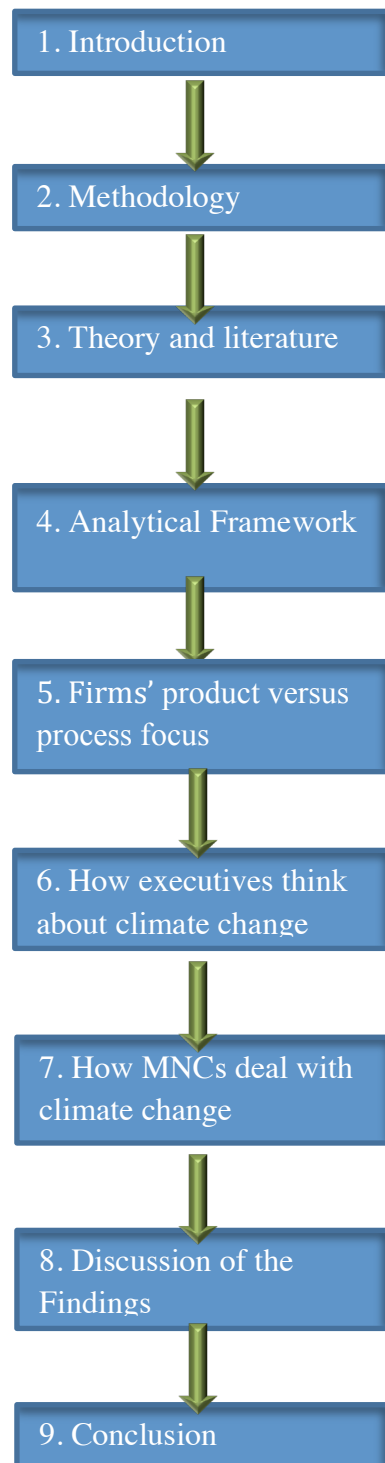 1. Introduction
2. Methodology
3. Theory and literature
4. Analytical Framework
5. Firms’ product versus
process focus
6. How executives think
about climate change
7. How MNCs deal with
climate change
8. Discussion of the
Findings
9. Conclusion